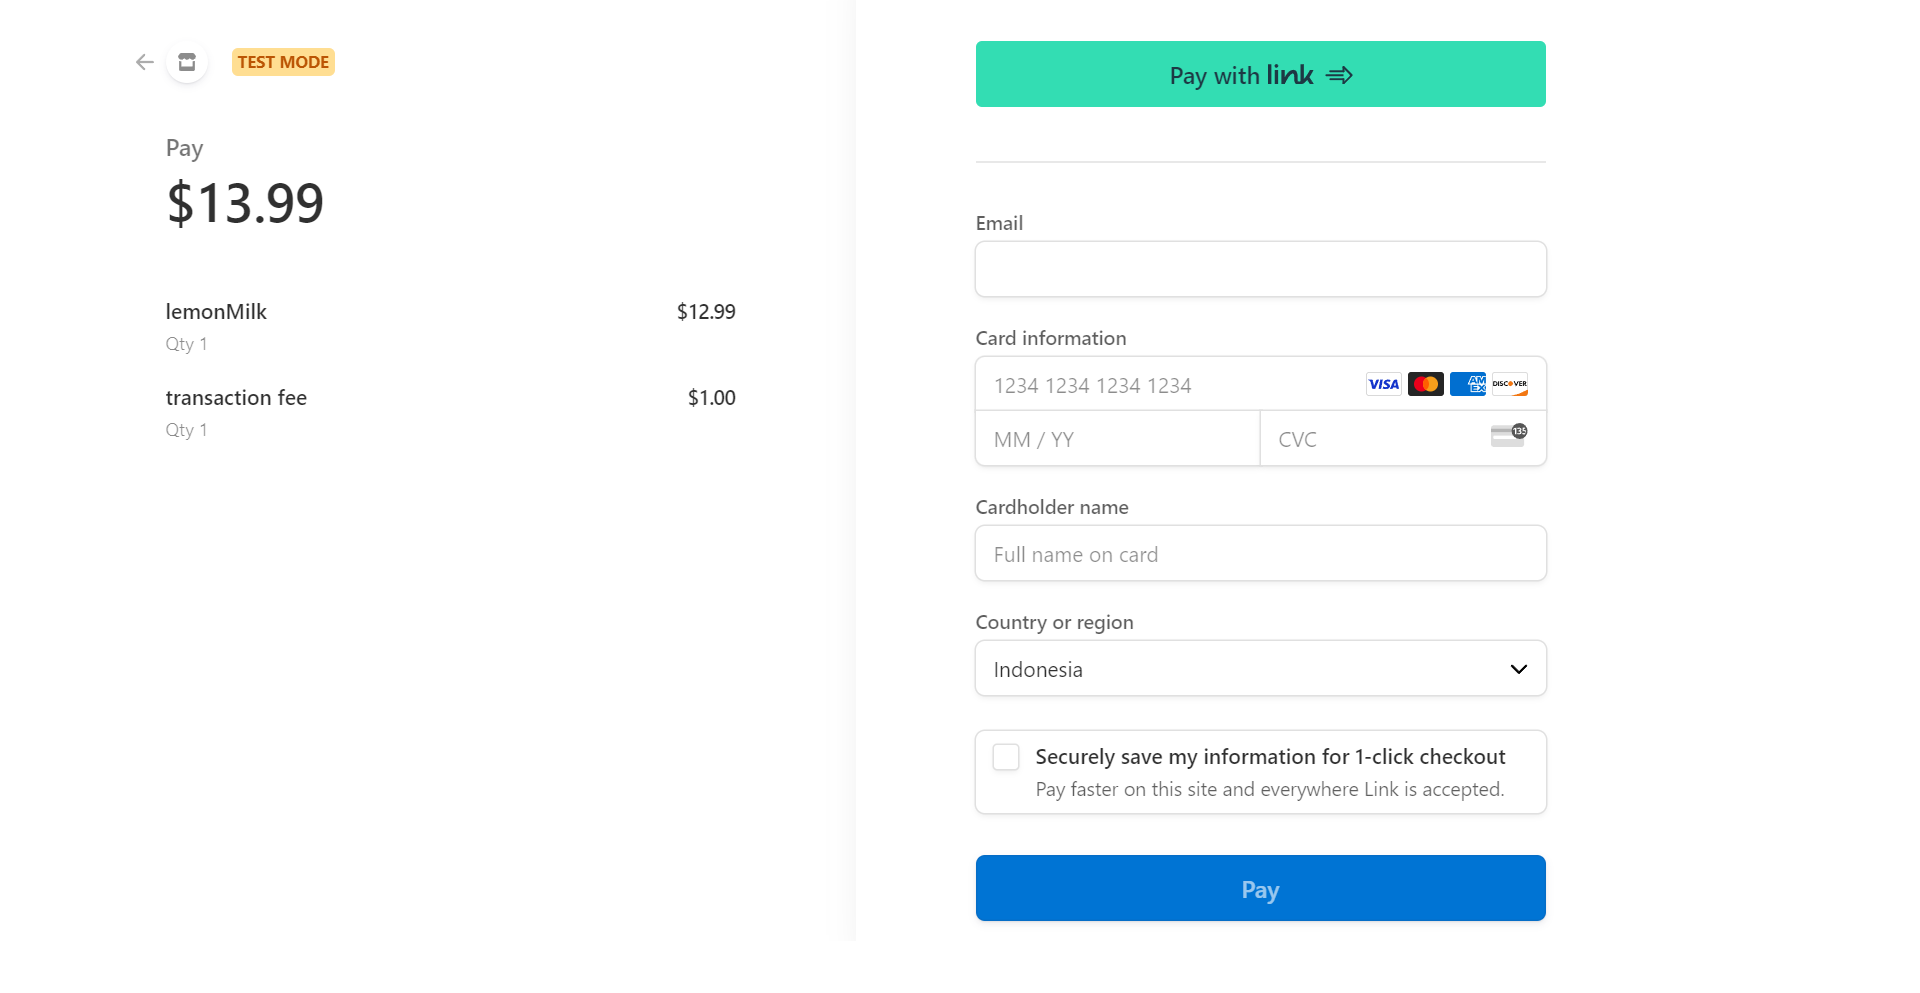 TEST MODE
Pay
$13.99
lemonMilk $12.99
Qty 1
transaction fee $1.00
Qty 1
Pay with link
Email
Card information
1234 1234 1234 1234 VISA AMEX DISCOVER
MM / YY CVC 135
Cardholder name
Full name on card
Country or region
Indonesia
Securely save my information for 1-click checkout
Pay faster on this site and everywhere Link is accepted.
Pay